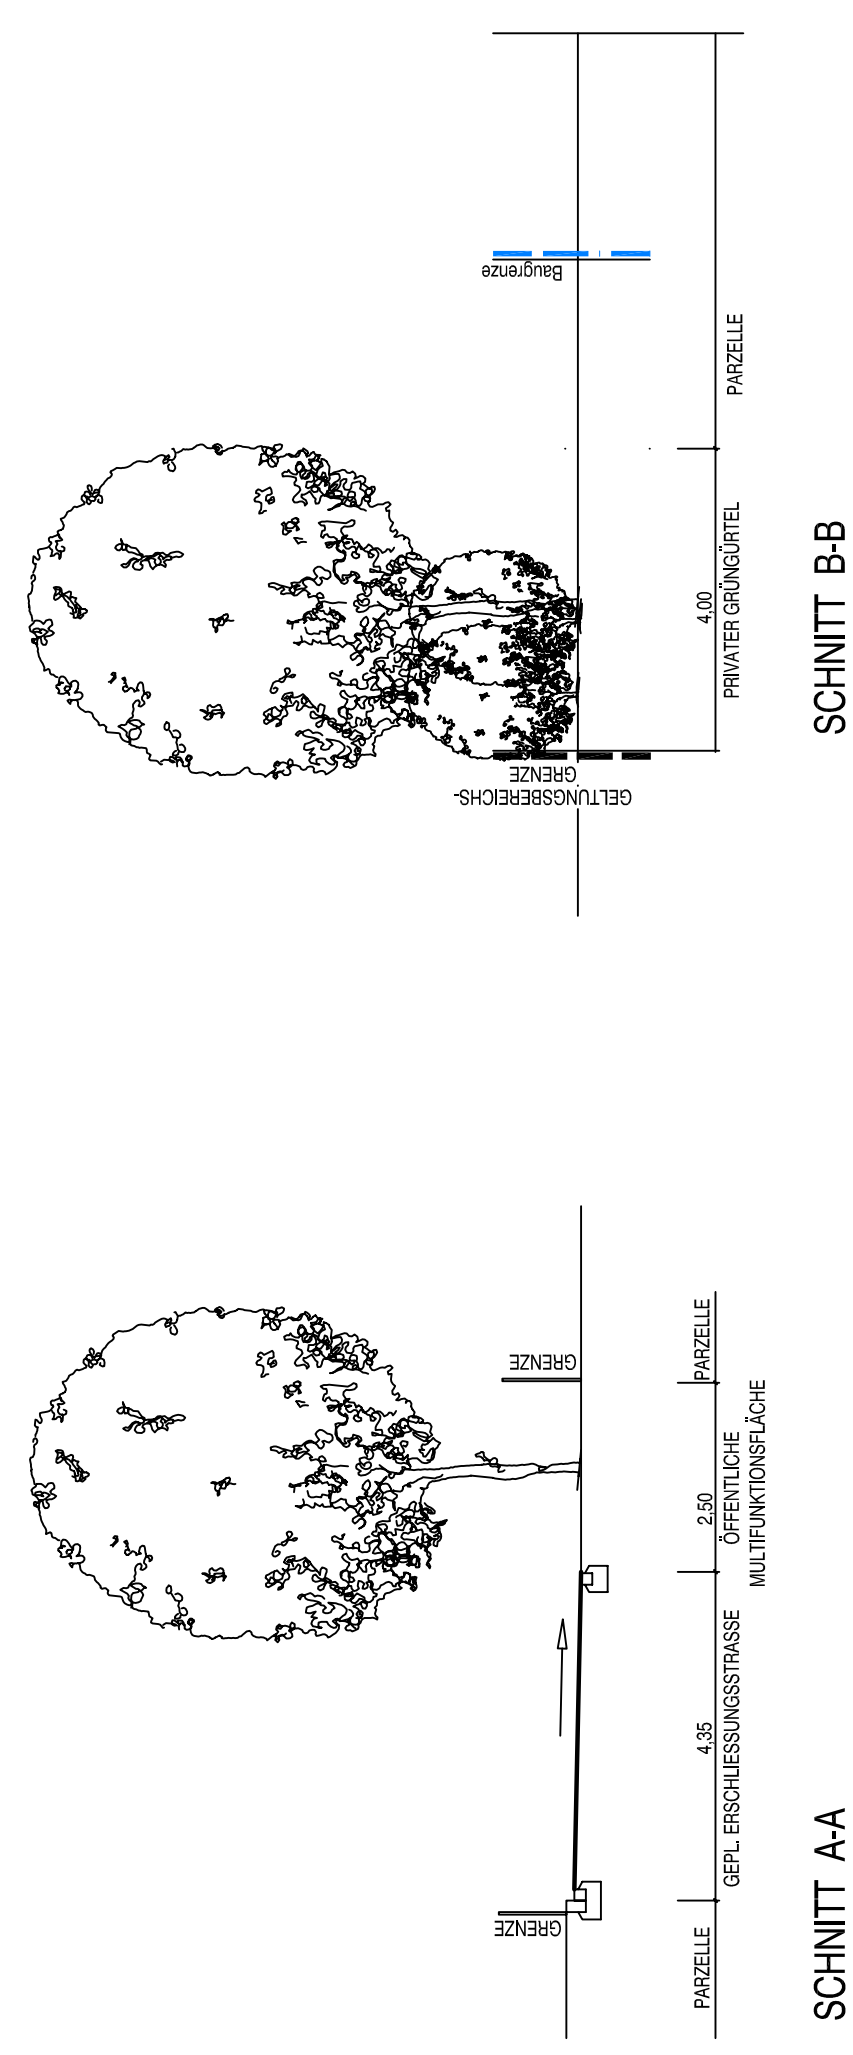 Baugrenze
PARZELLE
4,00
PRIVATER GRÜNGÜRTEL
GELTUNGSBEREICHS-
GRENZE
SCHNITT B-B
GRENZE
PARZELLE
2,50
ÖFFENTLICHE
MULTIFUNKTIONSFLÄCHE
4,35
GEPL. ERSCHLIESSUNGSSTRASSE
GRENZE
PARZELLE
SCHNITT A-A